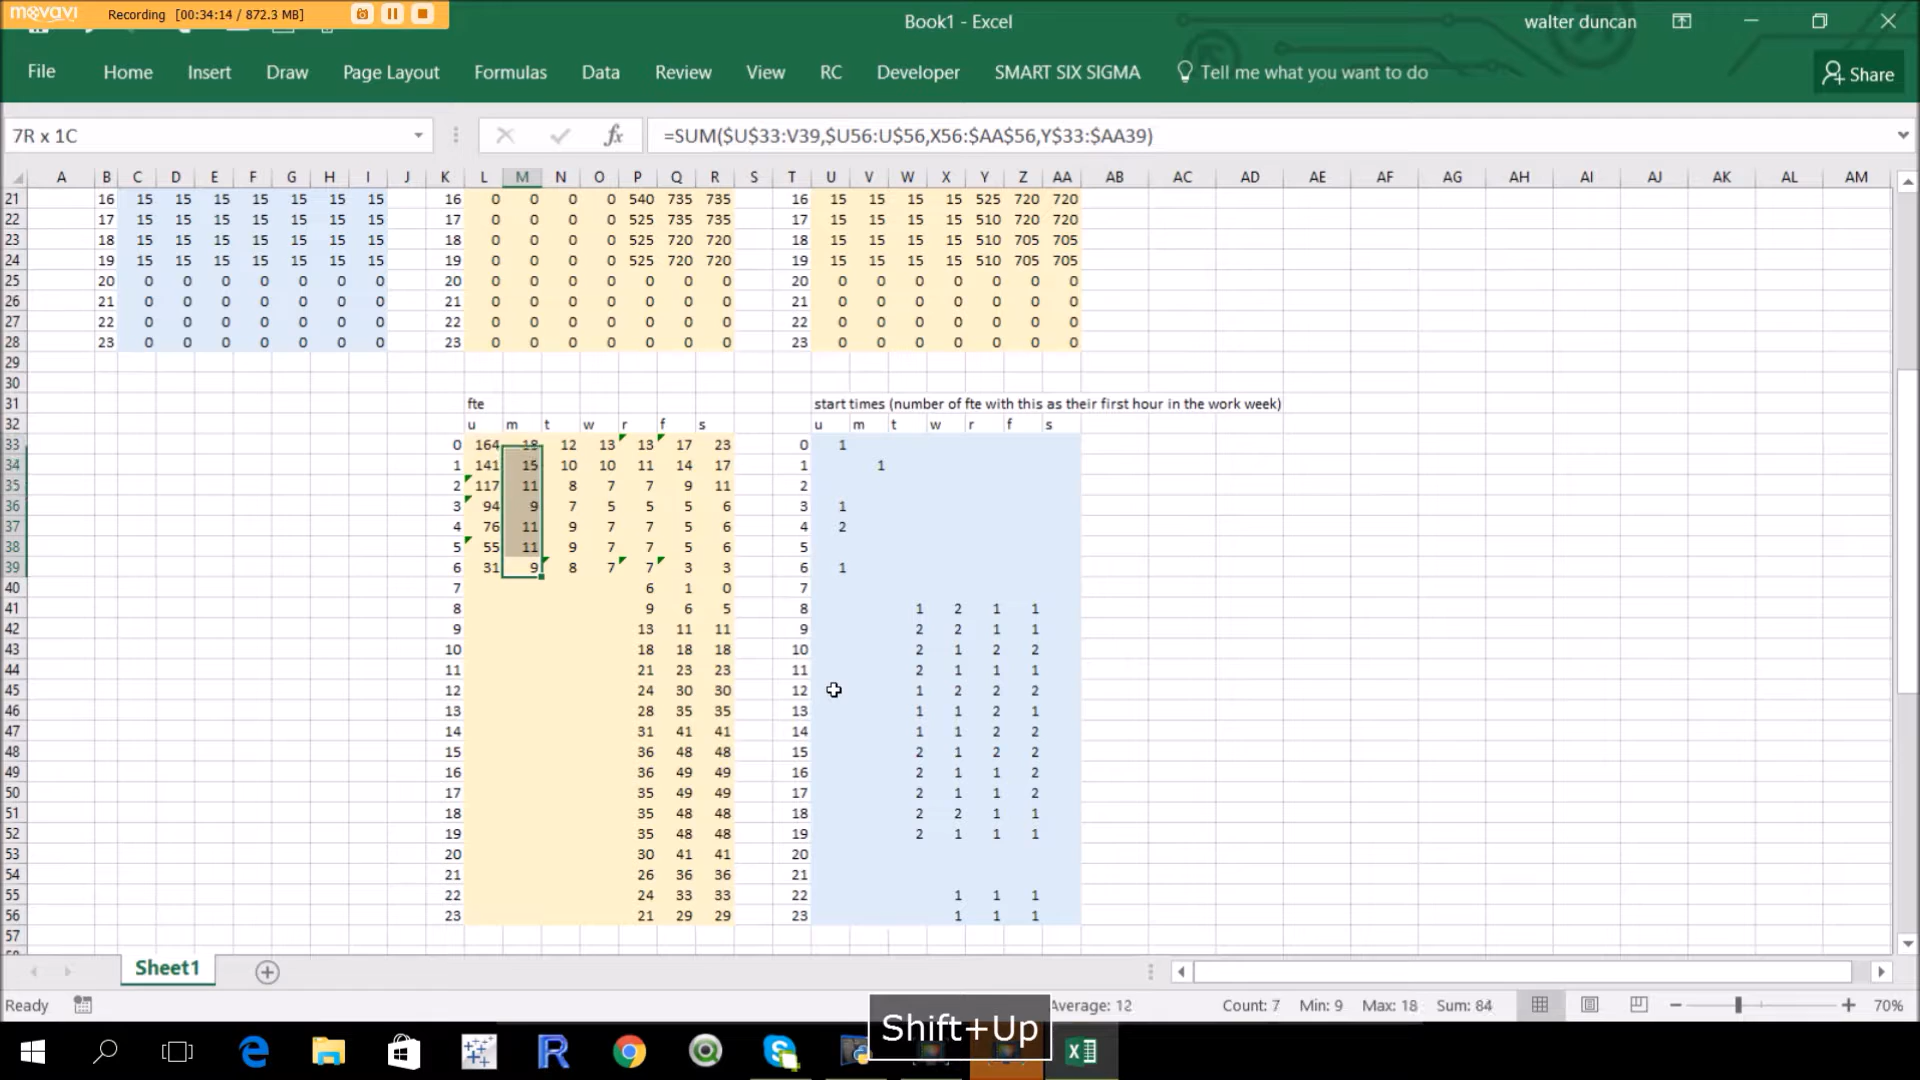 movavi Recording [00:34:14 / 872.3 MB]
Book1 - Excel
walter duncan
File Home Insert Draw Page Layout Formulas Data Review View RC Developer SMART SIX SIGMA Tell me what you want to do Share
7R x 1C fx =SUM($U$33:V39,$U56:U$56,X56:$AA$56,Y$33:$AA39)
A B C D E F G H I J K L M N O P Q R S T U V W X Y Z AA AB AC AD AE AF AG AH AI AJ AK AL AM
21 16 15 15 15 15 15 15 15 16 0 0 0 0 540 735 735 16 15 15 15 15 525 720 720
22 17 15 15 15 15 15 15 15 17 0 0 0 0 525 735 735 17 15 15 15 15 510 720 720
23 18 15 15 15 15 15 15 15 18 0 0 0 0 525 720 720 18 15 15 15 15 510 705 705
24 19 15 15 15 15 15 15 15 19 0 0 0 0 525 720 720 19 15 15 15 15 510 705 705
25 20 0 0 0 0 0 0 0 20 0 0 0 0 0 0 0 20 0 0 0 0 0 0 0
26 21 0 0 0 0 0 0 0 21 0 0 0 0 0 0 0 21 0 0 0 0 0 0 0
27 22 0 0 0 0 0 0 0 22 0 0 0 0 0 0 0 22 0 0 0 0 0 0 0
28 23 0 0 0 0 0 0 0 23 0 0 0 0 0 0 0 23 0 0 0 0 0 0 0
29
30
31 fte start times (number of fte with this as their first hour in the work week)
32 u m t w r f s u m t w r f s
33 0 164 18 12 13 13 17 23 0 1
34 1 141 15 10 10 11 14 17 1 1
35 2 117 11 8 7 7 9 11 2
36 3 94 9 7 5 5 5 6 3 1
37 4 76 11 9 7 7 5 6 4 2
38 5 55 11 9 7 7 5 6 5
39 6 31 9 8 7 7 3 3 6 1
40 7 6 1 0 7
41 8 9 6 5 8 1 2 1 1
42 9 13 11 11 9 2 2 1 1
43 10 18 18 18 10 2 1 2 2
44 11 21 23 23 11 2 1 1 1
45 12 24 30 30 12 1 2 2 2
46 13 28 35 35 13 1 1 2 1
47 14 31 41 41 14 1 1 2 2
48 15 36 48 48 15 2 1 2 2
49 16 36 49 49 16 2 1 1 2
50 17 35 49 49 17 2 1 1 2
51 18 35 48 48 18 2 2 1 1
52 19 35 48 48 19 2 1 1 1
53 20 30 41 41 20
54 21 26 36 36 21
55 22 24 33 33 22 1 1 1
56 23 21 29 29 23 1 1 1
57
Sheet1
Ready Average: 12 Count: 7 Min: 9 Max: 18 Sum: 84 70%
Shift+Up